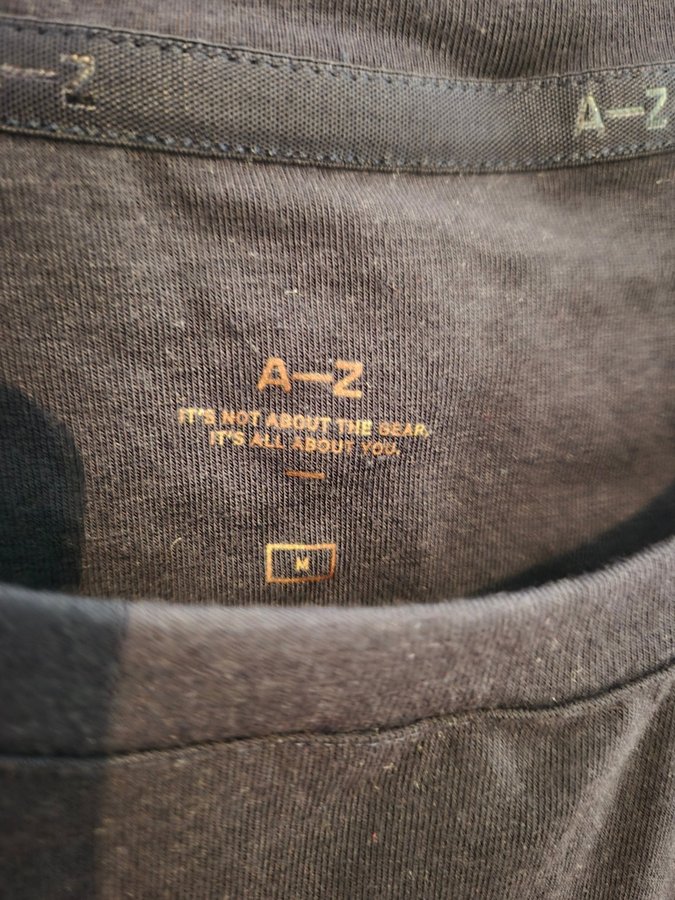 —Z
A—Z
A—Z
IT'S NOT ABOUT THE GEAR,
IT'S ALL ABOUT YOU.
M